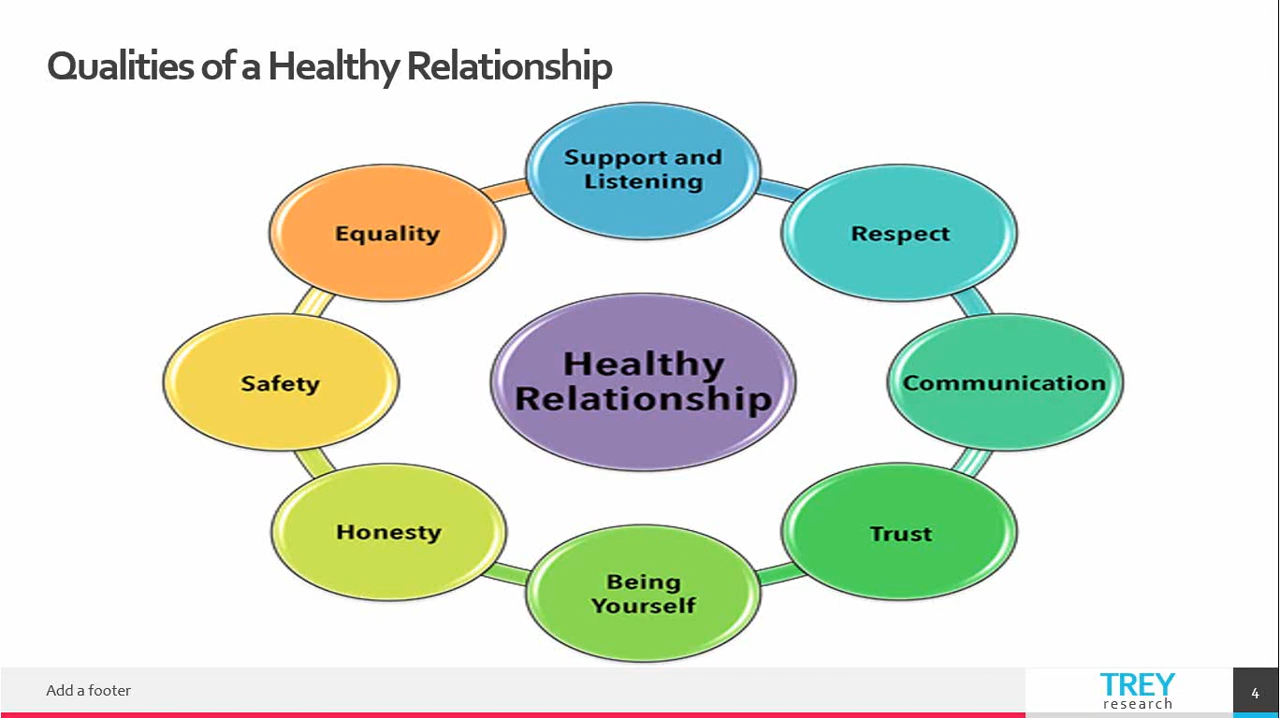 Qualities of a Healthy Relationship
Support and
Listening
Equality
Respect
Healthy
Relationship
Safety
Communication
Honesty
Trust
Being
Yourself
Add a footer
TREY
research
4